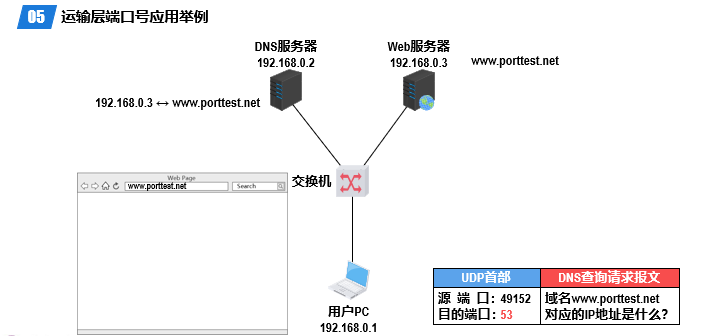 05 运输层端口号应用举例
DNS服务器
192.168.0.2
Web服务器
192.168.0.3
www.porttest.net
192.168.0.3 ↔ www.porttest.net
Web Page
www.porttest.net
Search
交换机
用户PC
192.168.0.1
UDP首部 DNS查询请求报文
源 端 口: 49152 域名www.porttest.net
目的端口: 53 对应的IP地址是什么?